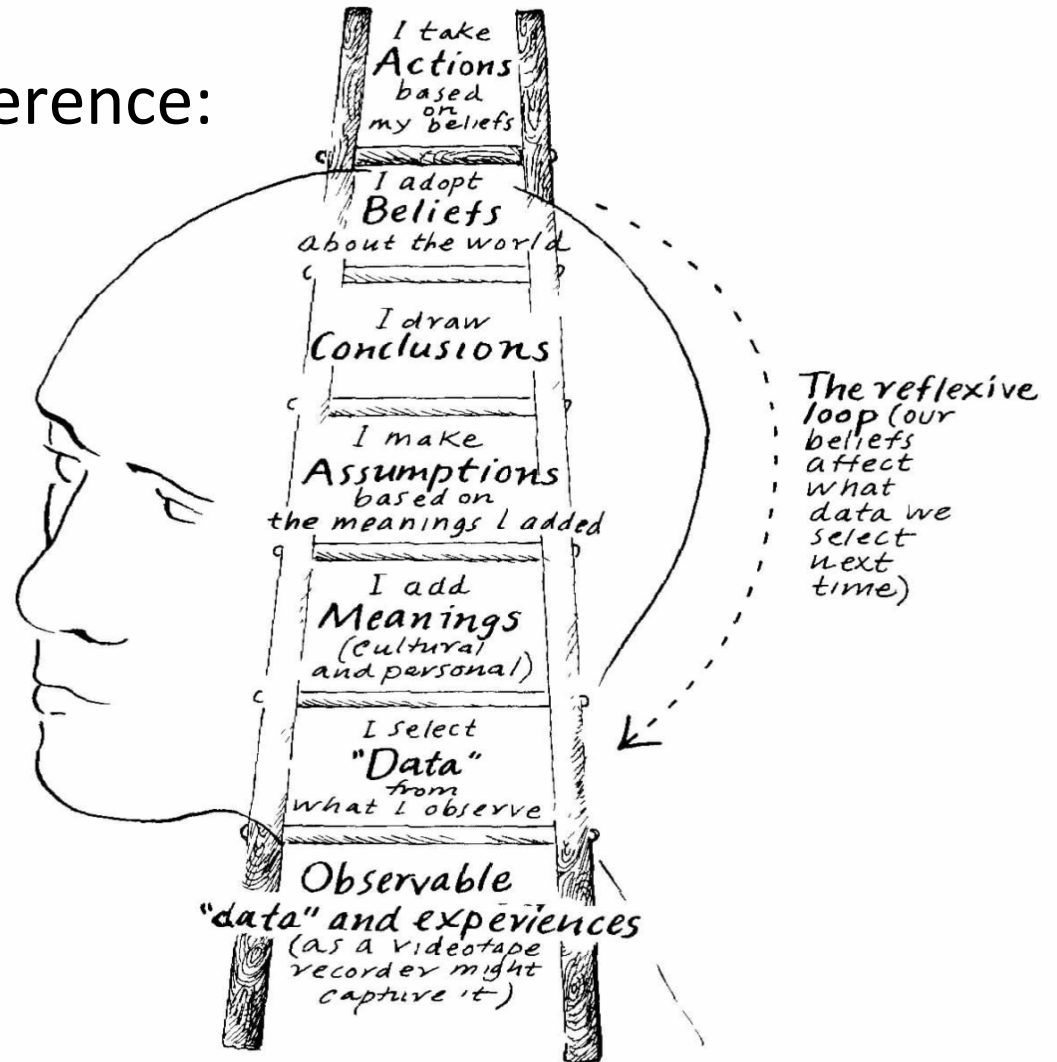 erence:
I take
Actions
based
on
my beliefs
I adopt
Beliefs
about the world
I draw
Conclusions
I make
Assumptions
based on
the meanings I added
I add
Meanings
(cultural
and personal)
I select
"Data"
from
what I observe
Observable
"data" and experiences
(as a videotape
recorder might
capture it)
The reflexive
loop (our
beliefs
affect
what
data we
select
next
time)